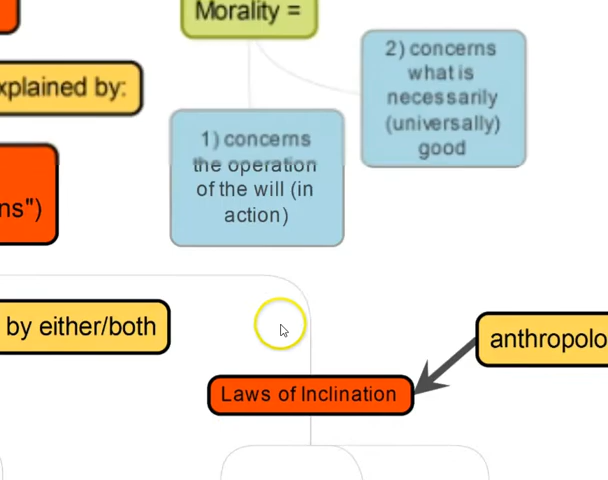 Morality =
2) concerns
what is
necessarily
(universally)
good
xplained by:
1) concerns
the operation
of the will (in
action)
ns")
by either/both
anthropolo
Laws of Inclination